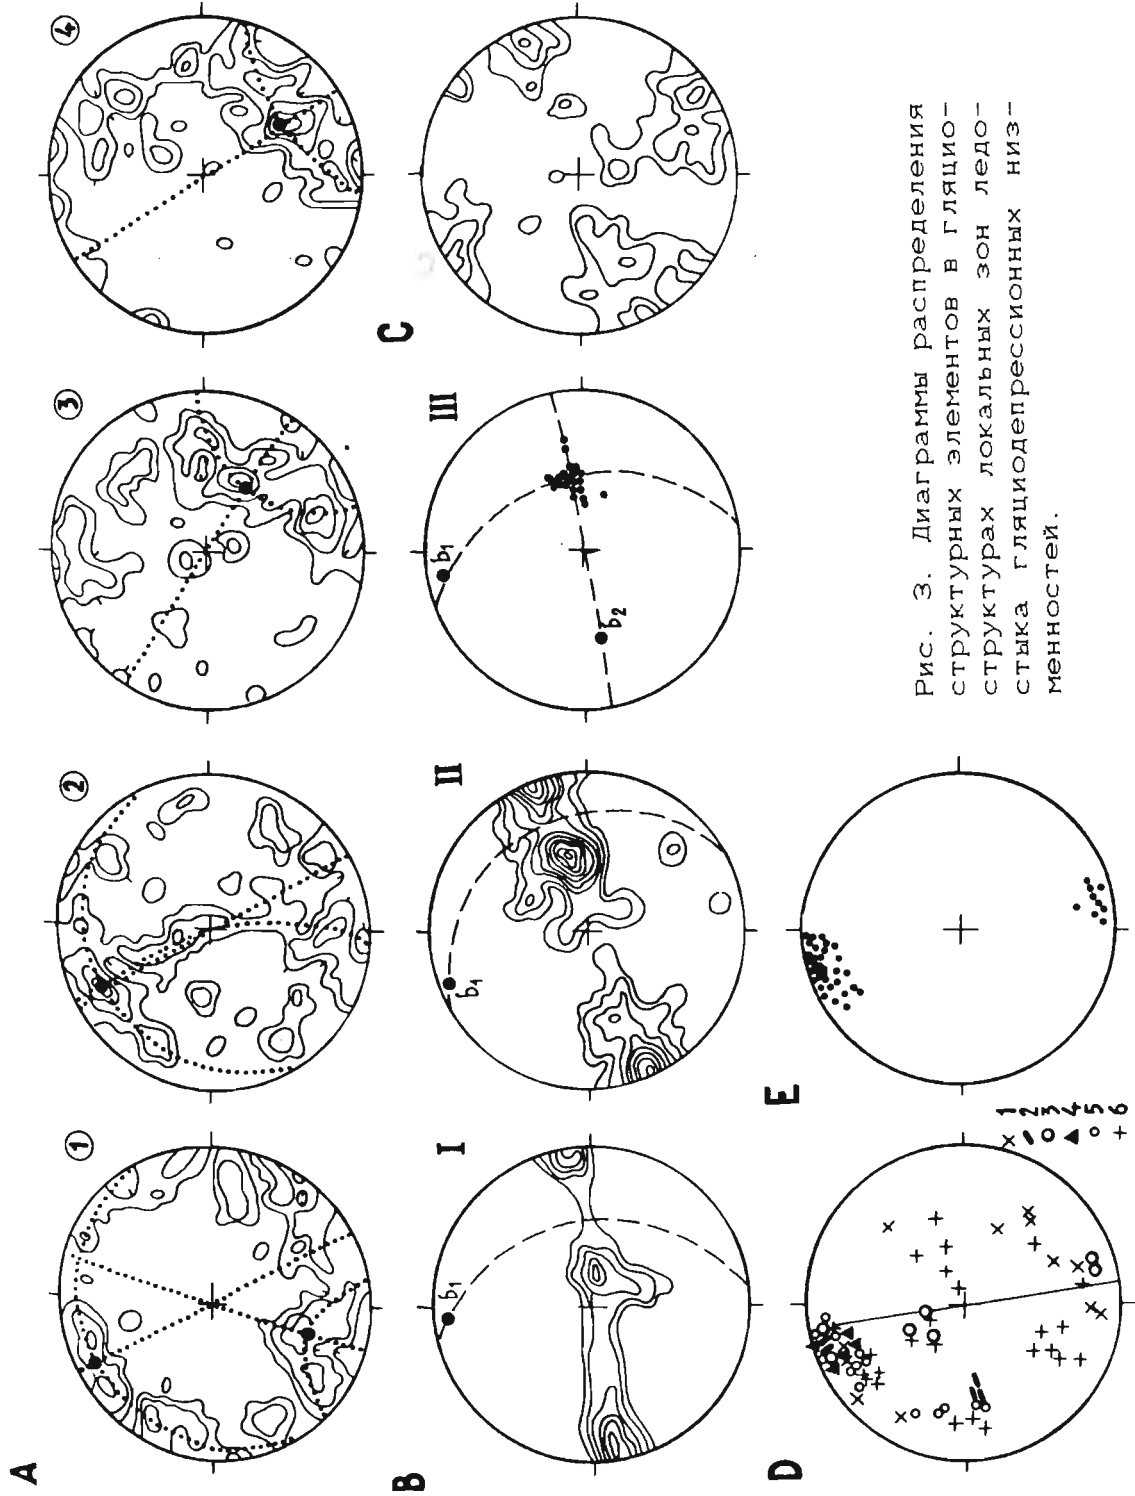 A
①
②
③
④
B
I
II
III
C
b₁
b₁
b₁
b₂
D
E
1
2
3
4
5
6
Рис. 3. Диаграммы распределения
структурных элементов в гляцио-
структурах локальных зон ледо-
стыка гляциодепрессионных низ-
менностей.